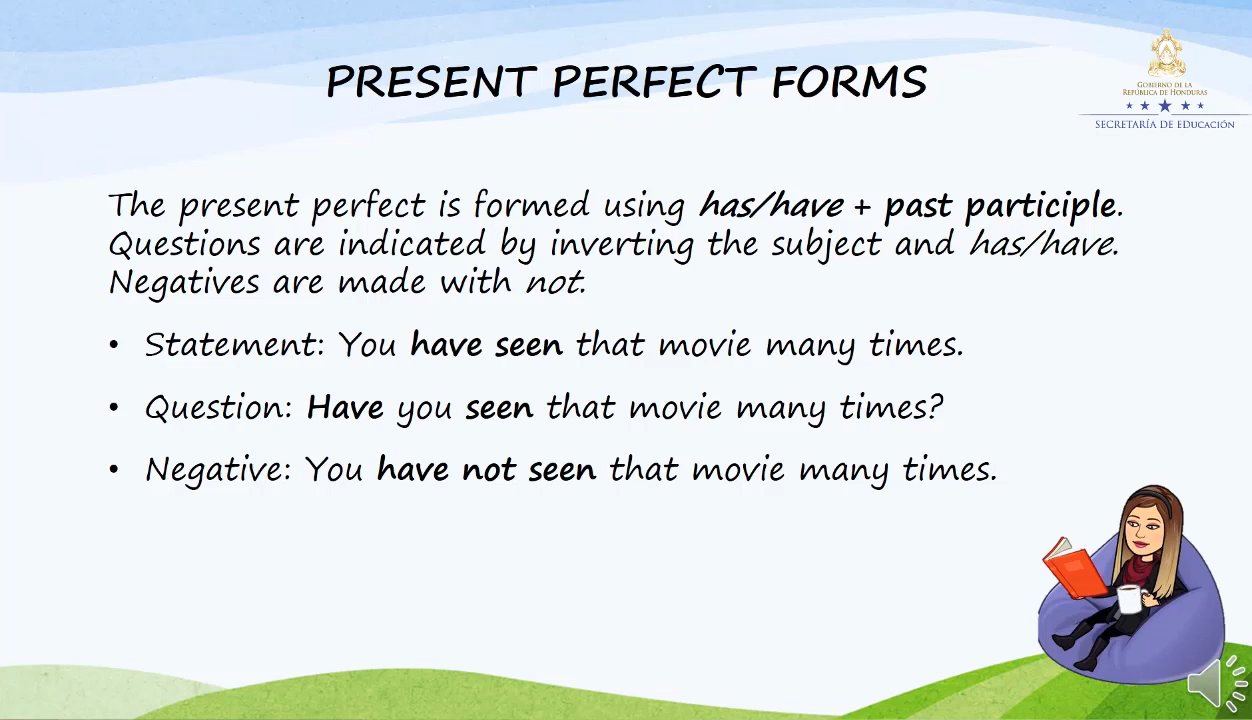 PRESENT PERFECT FORMS
GOBIERNO DE LA
REPÚBLICA DE HONDURAS
SECRETARÍA DE EDUCACIÓN
The present perfect is formed using has/have + past participle.
Questions are indicated by inverting the subject and has/have.
Negatives are made with not.
• Statement: You have seen that movie many times.
• Question: Have you seen that movie many times?
• Negative: You have not seen that movie many times.